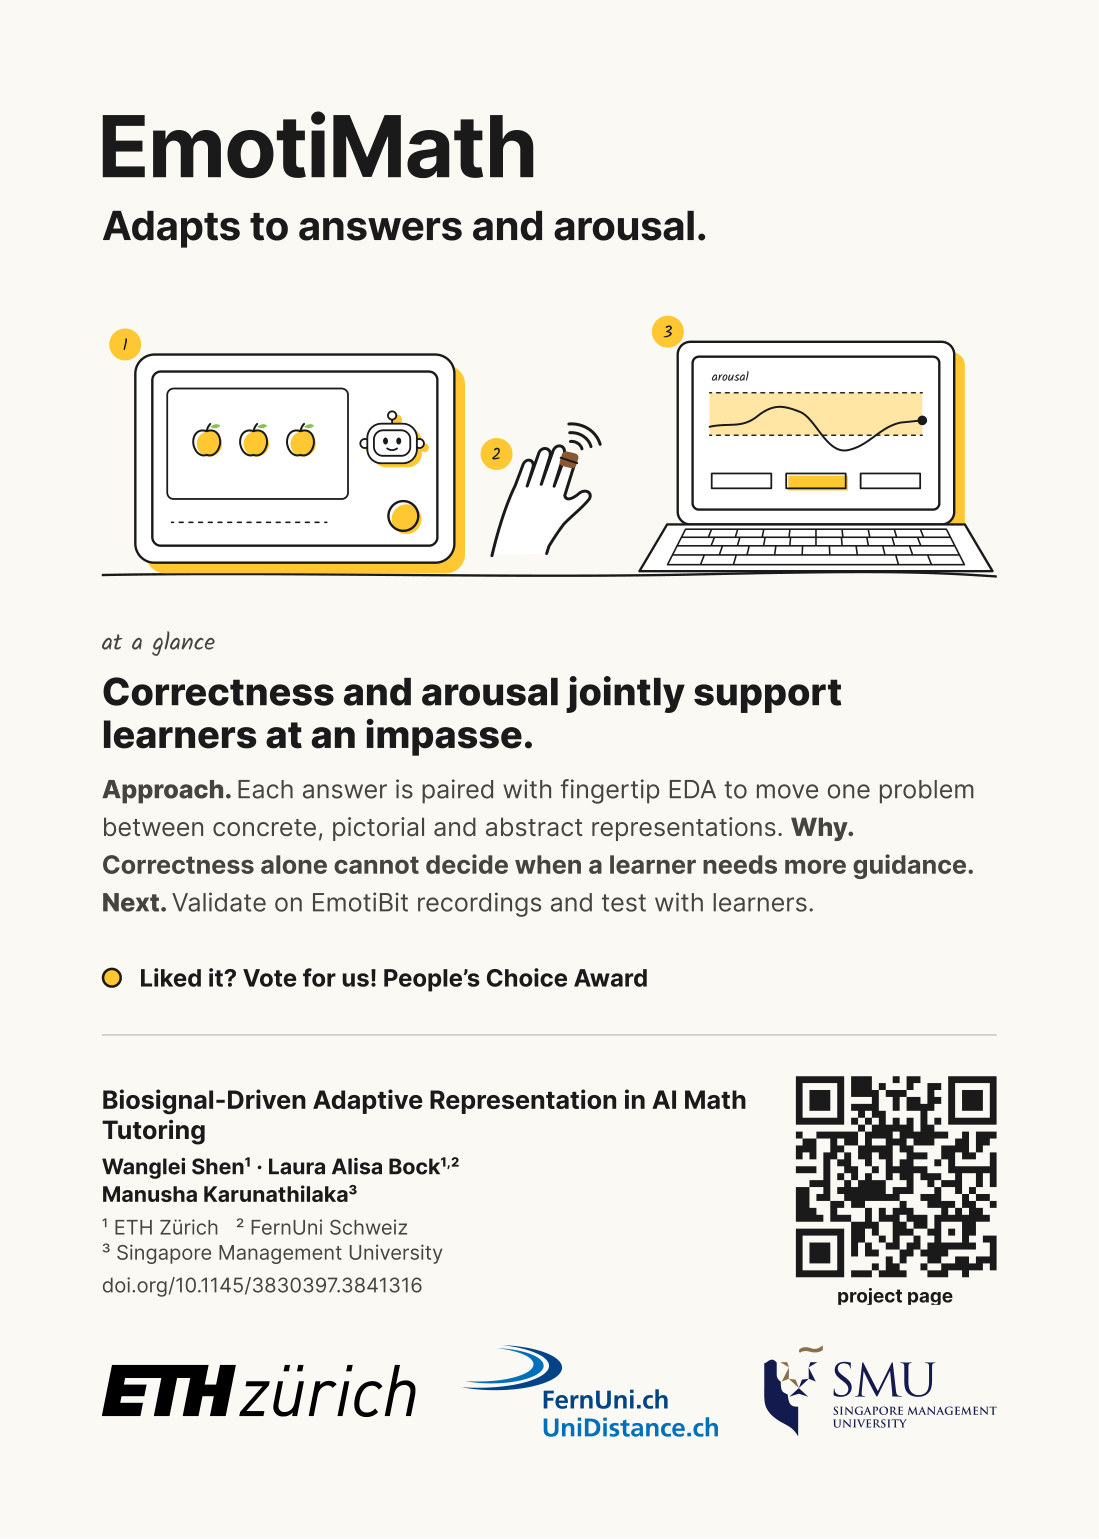 EmotiMath
Adapts to answers and arousal.
1
2
3
arousal
at a glance
Correctness and arousal jointly support
learners at an impasse.
Approach. Each answer is paired with fingertip EDA to move one problem
between concrete, pictorial and abstract representations. Why.
Correctness alone cannot decide when a learner needs more guidance.
Next. Validate on EmotiBit recordings and test with learners.
Liked it? Vote for us! People’s Choice Award
Biosignal-Driven Adaptive Representation in AI Math
Tutoring
Wanglei Shen¹ · Laura Alisa Bock¹,²
Manusha Karunathilaka³
¹ ETH Zürich ² FernUni Schweiz
³ Singapore Management University
doi.org/10.1145/3830397.3841316
project page
ETH zürich
FernUni.ch
UniDistance.ch
SMU
SINGAPORE MANAGEMENT
UNIVERSITY